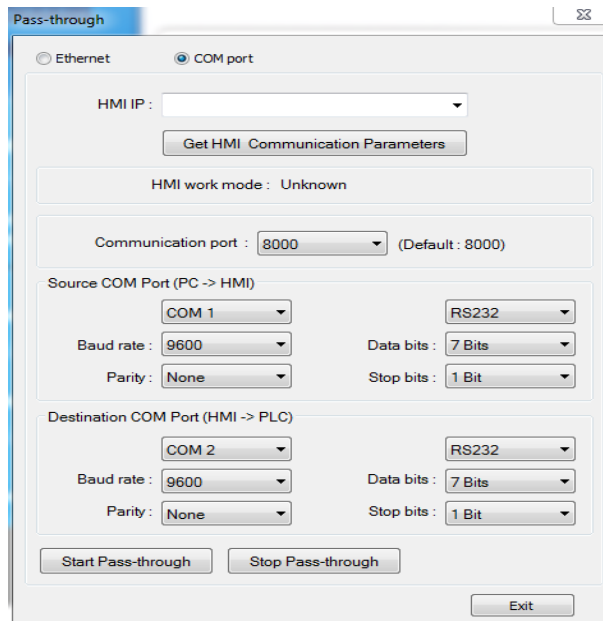 Pass-through
Ethernet COM port
HMI IP :
Get HMI Communication Parameters
HMI work mode : Unknown
Communication port : 8000 (Default : 8000)
Source COM Port (PC -> HMI)
COM 1 RS232
Baud rate : 9600 Data bits : 7 Bits
Parity : None Stop bits : 1 Bit
Destination COM Port (HMI -> PLC)
COM 2 RS232
Baud rate : 9600 Data bits : 7 Bits
Parity : None Stop bits : 1 Bit
Start Pass-through Stop Pass-through
Exit